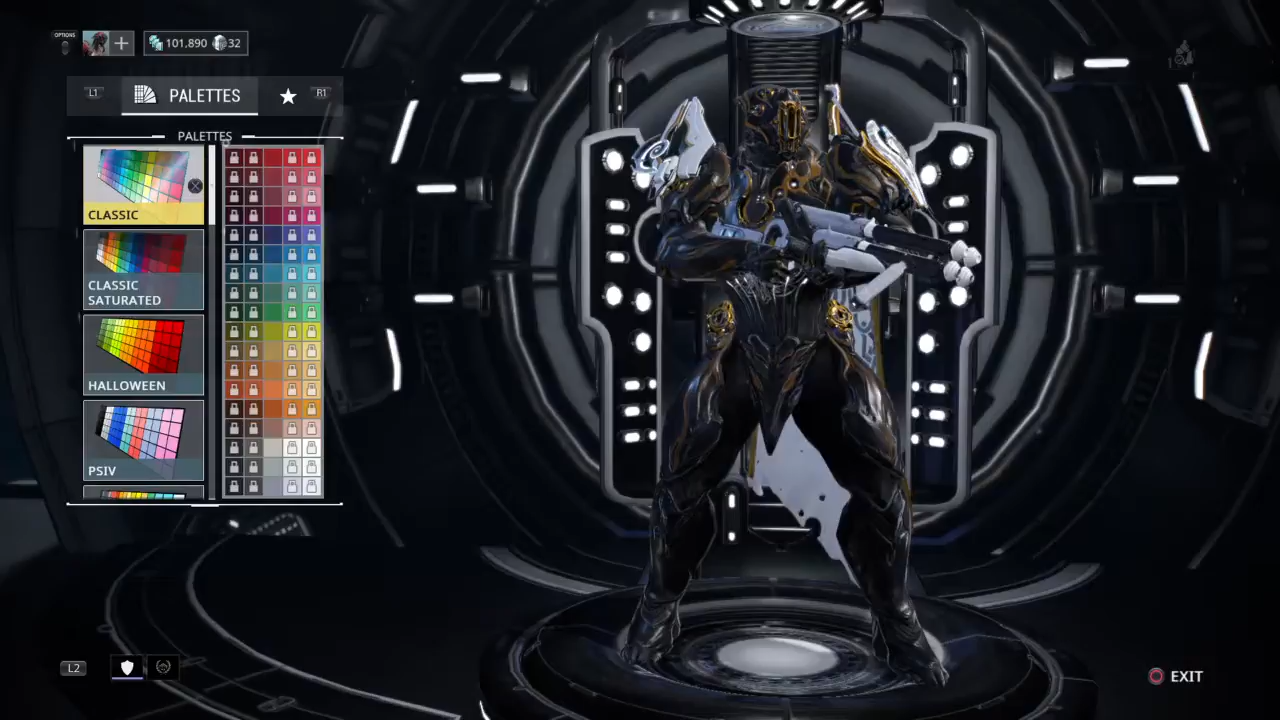 OPTIONS
101,890 32
L1 PALETTES R1
PALETTES
CLASSIC
CLASSIC
SATURATED
HALLOWEEN
PSIV
L2
EXIT